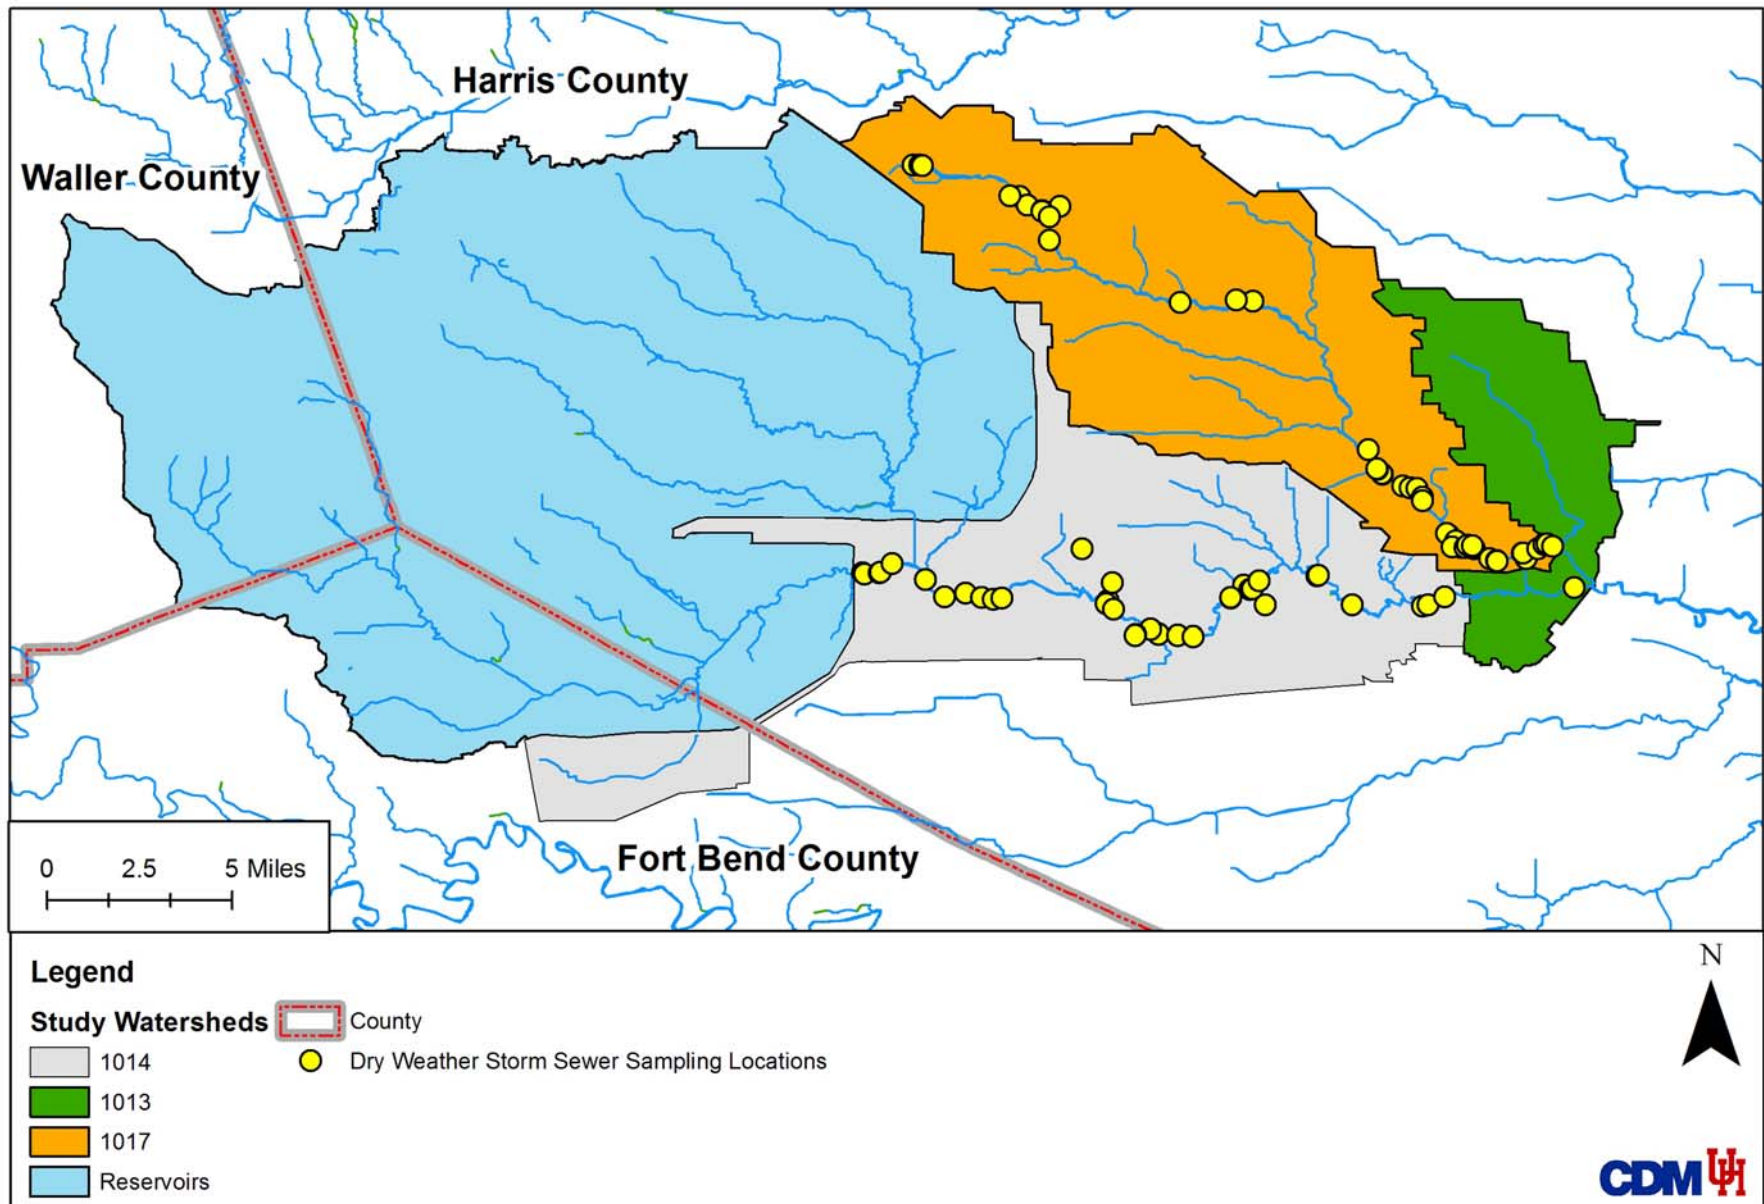 Harris County
Waller County
Fort Bend County
0 2.5 5 Miles
Legend
Study Watersheds
County
1014
Dry Weather Storm Sewer Sampling Locations
1013
1017
Reservoirs
N
CDM UH